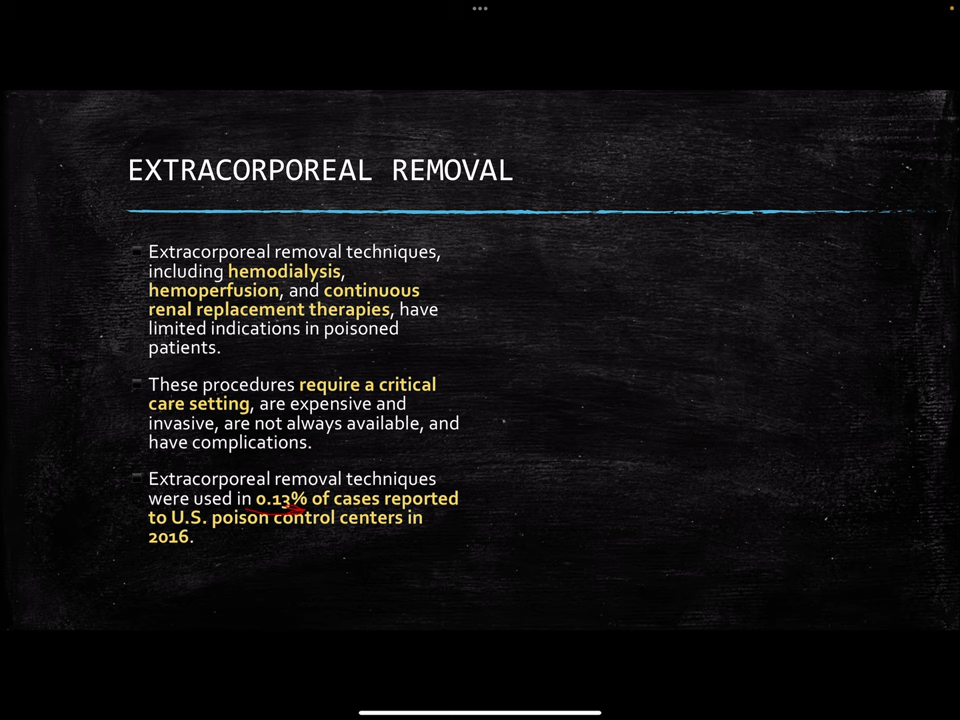 EXTRACORPOREAL REMOVAL
Extracorporeal removal techniques,
including hemodialysis,
hemoperfusion, and continuous
renal replacement therapies, have
limited indications in poisoned
patients.
These procedures require a critical
care setting, are expensive and
invasive, are not always available, and
have complications.
Extracorporeal removal techniques
were used in 0.13% of cases reported
to U.S. poison control centers in
2016.